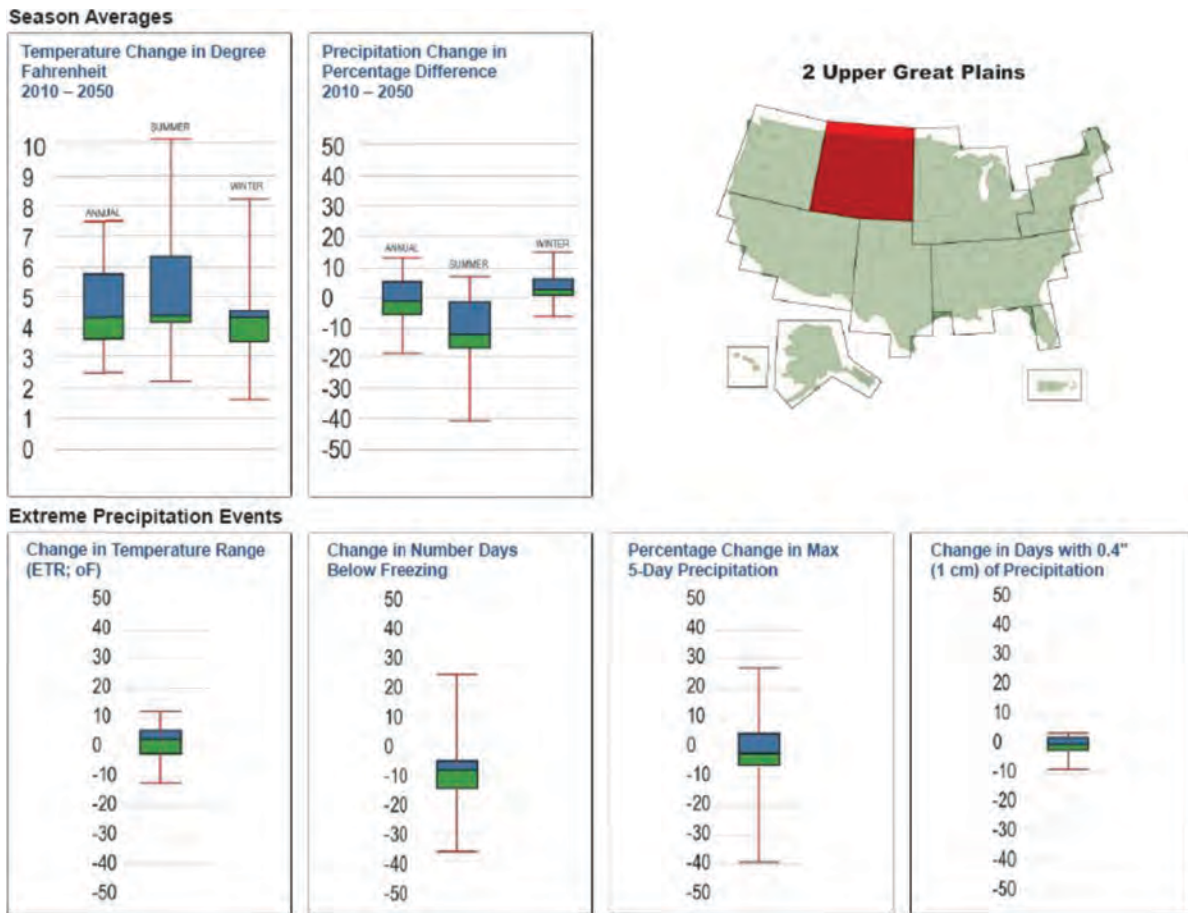 Season Averages
Temperature Change in Degree
Fahrenheit
2010 – 2050
SUMMER
10
9
WINTER
8
ANNUAL
7
6
5
4
3
2
1
0
Precipitation Change in
Percentage Difference
2010 – 2050
50
40
30
20
ANNUAL
WINTER
10
SUMMER
0
-10
-20
-30
-40
-50
2 Upper Great Plains
Extreme Precipitation Events
Change in Temperature Range
(ETR; oF)
50
40
30
20
10
0
-10
-20
-30
-40
-50
Change in Number Days
Below Freezing
50
40
30
20
10
0
-10
-20
-30
-40
-50
Percentage Change in Max
5-Day Precipitation
50
40
30
20
10
0
-10
-20
-30
-40
-50
Change in Days with 0.4"
(1 cm) of Precipitation
50
40
30
20
10
0
-10
-20
-30
-40
-50